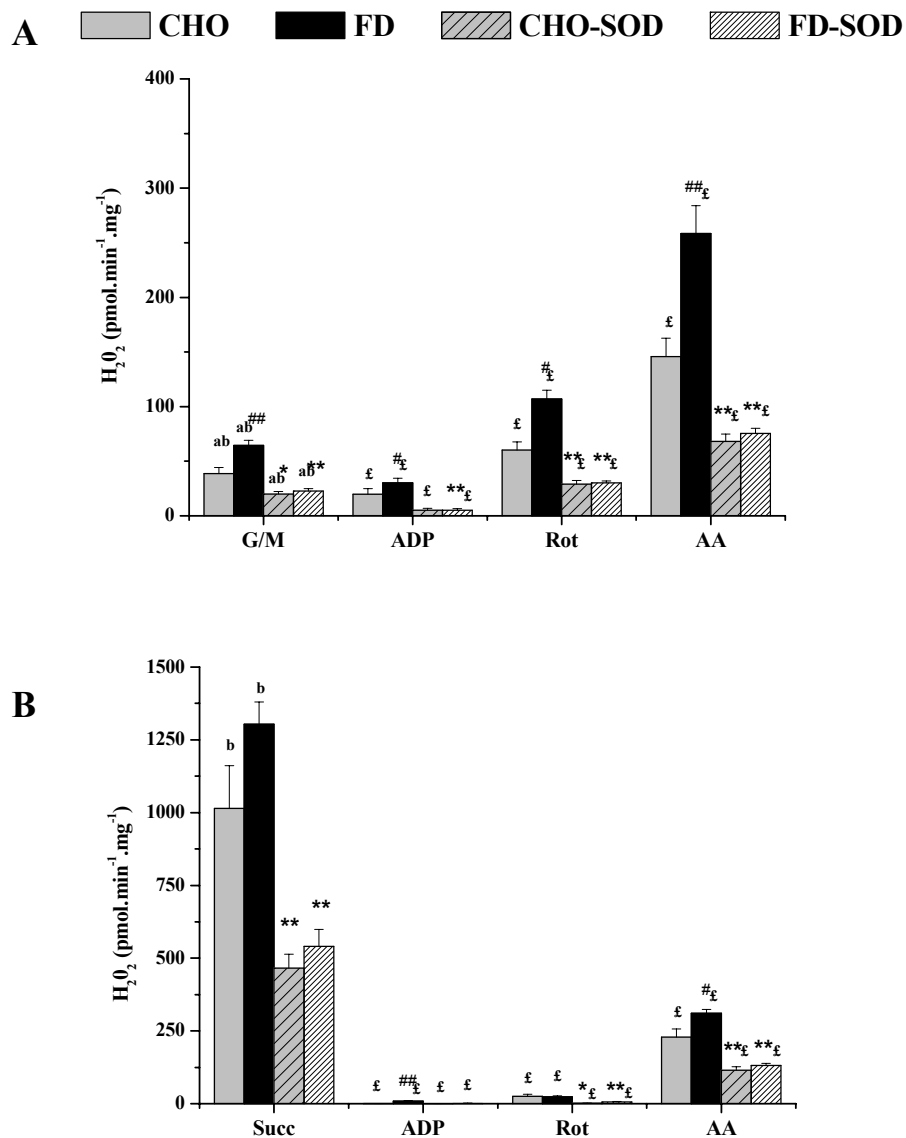 A CHO FD CHO-SOD FD-SOD
400
300
200
100
0
H₂0₂ (pmol.min⁻¹.mg⁻¹)
ab ab ## ab * ab **
£ # £ £ ** £
£ # £ ** £ ** £
£ ## £ ** £ ** £
G/M ADP Rot AA
B
1500
1250
1000
750
500
250
0
H₂0₂ (pmol.min⁻¹.mg⁻¹)
b b ** **
£ ## £ £ £
£ £ * £ ** £
£ # £ ** £ ** £
Succ ADP Rot AA